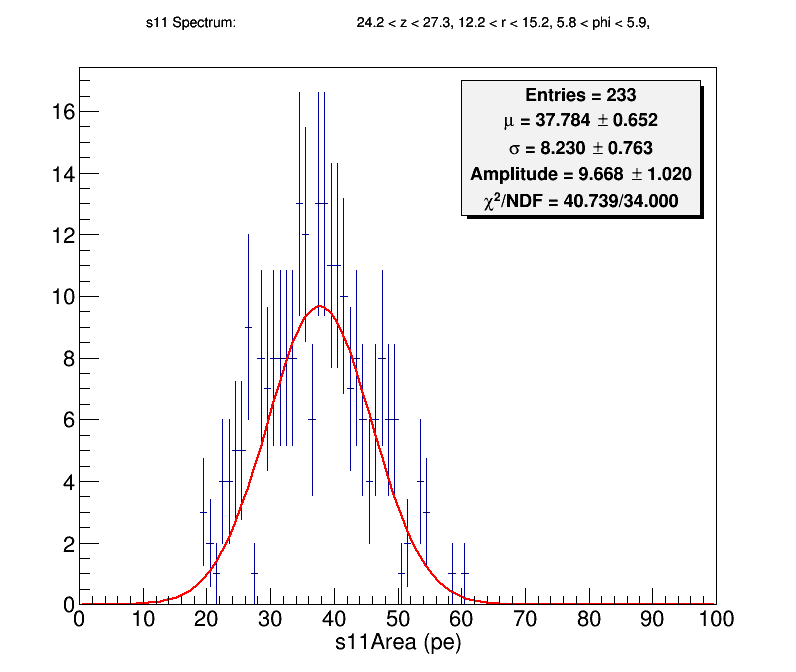 s11 Spectrum: 24.2 < z < 27.3, 12.2 < r < 15.2, 5.8 < phi < 5.9,
Entries = 233
μ = 37.784 ± 0.652
σ = 8.230 ± 0.763
Amplitude = 9.668 ± 1.020
χ²/NDF = 40.739/34.000
16
14
12
10
8
6
4
2
0
0 10 20 30 40 50 60 70 80 90 100
s11Area (pe)